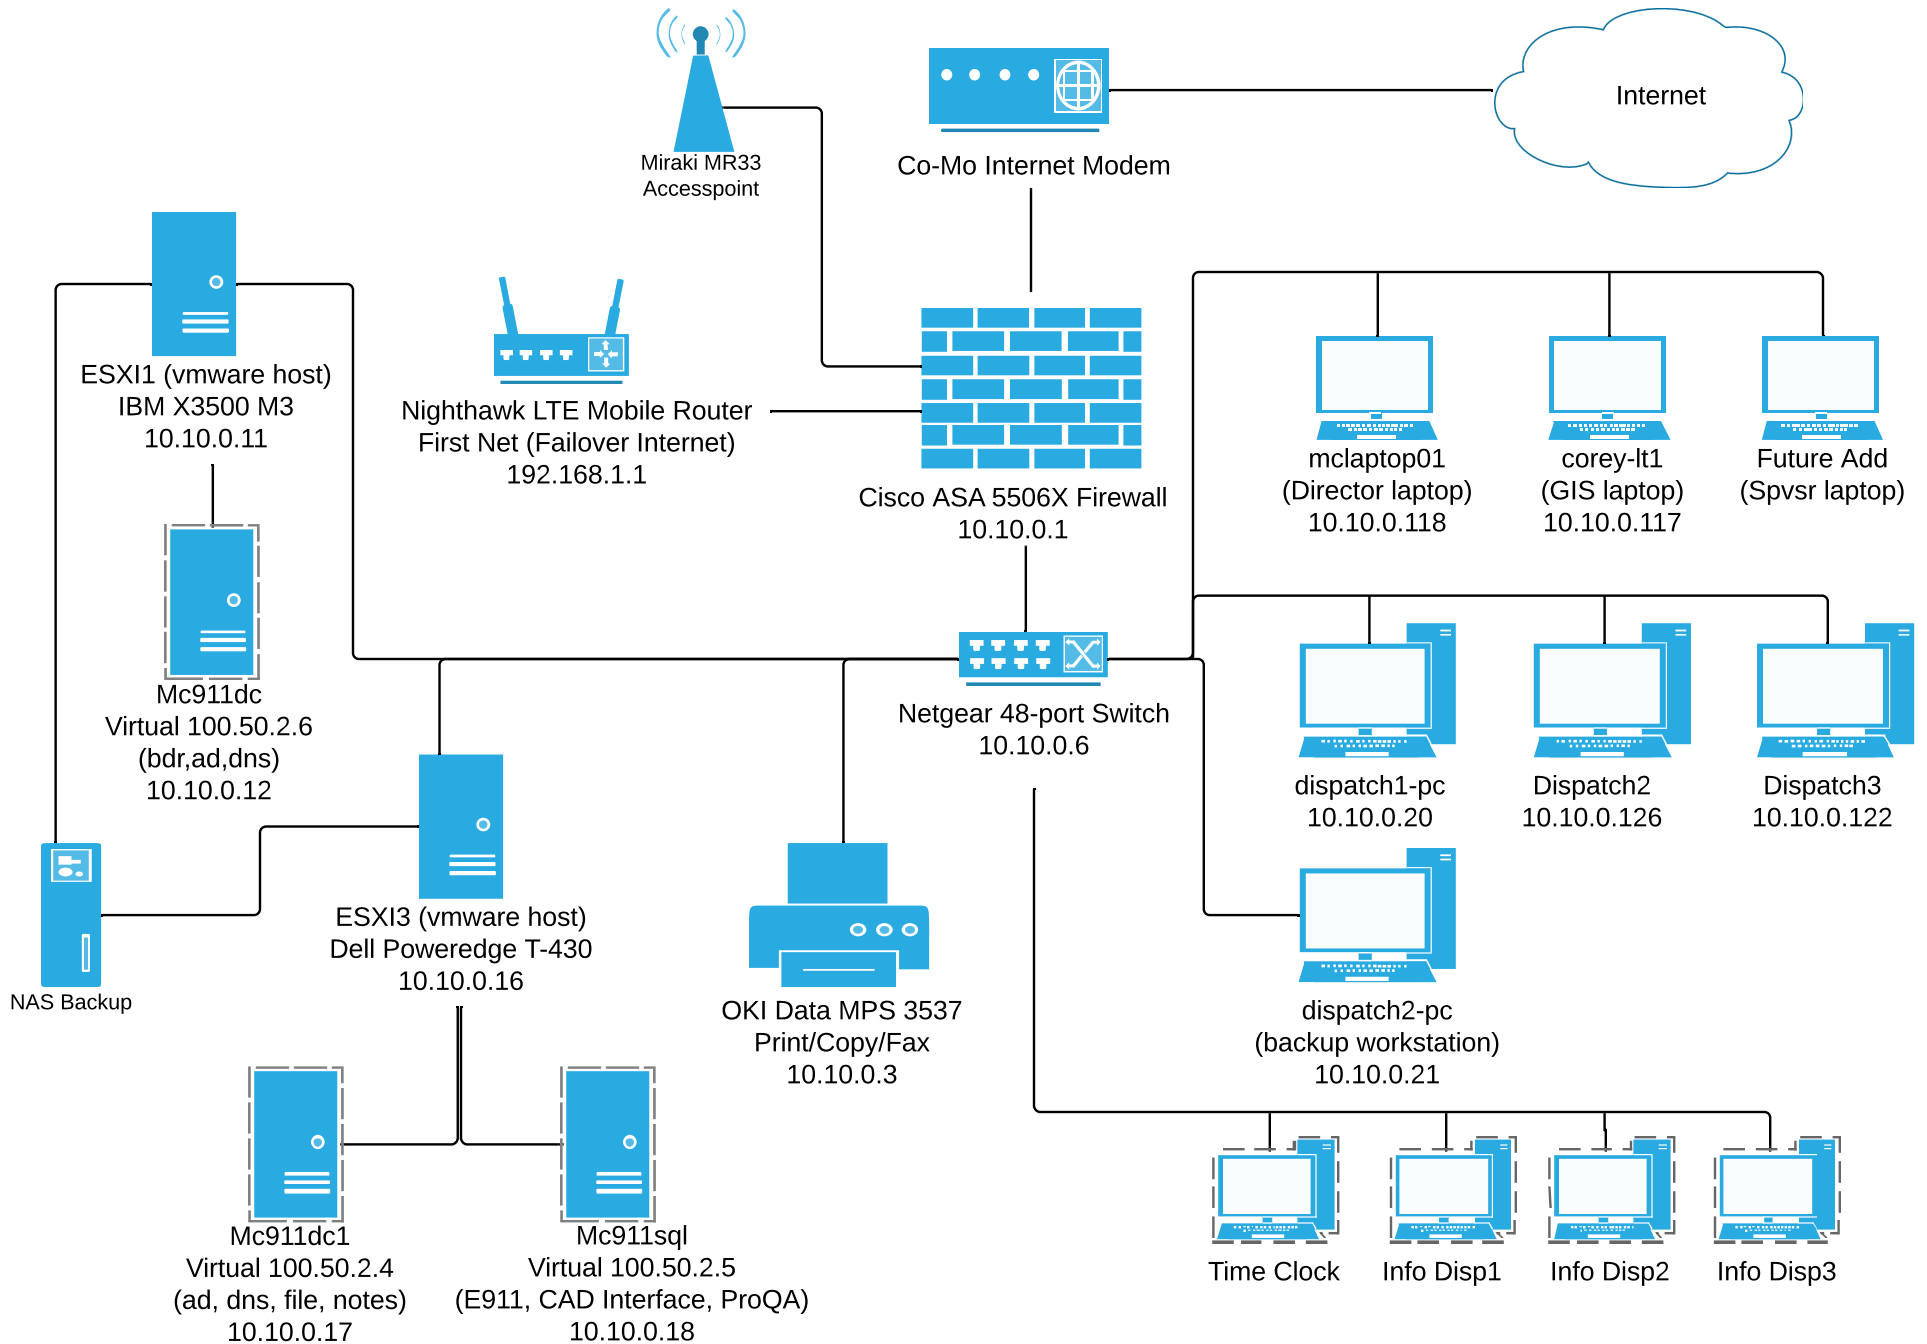 Internet
Co-Mo Internet Modem
Miraki MR33
Accesspoint
ESXI1 (vmware host)
IBM X3500 M3
10.10.0.11
Nighthawk LTE Mobile Router
First Net (Failover Internet)
192.168.1.1
Cisco ASA 5506X Firewall
10.10.0.1
mclaptop01
(Director laptop)
10.10.0.118
corey-lt1
(GIS laptop)
10.10.0.117
Future Add
(Spvsr laptop)
Mc911dc
Virtual 100.50.2.6
(bdr,ad,dns)
10.10.0.12
Netgear 48-port Switch
10.10.0.6
dispatch1-pc
10.10.0.20
Dispatch2
10.10.0.126
Dispatch3
10.10.0.122
NAS Backup
ESXI3 (vmware host)
Dell Poweredge T-430
10.10.0.16
OKI Data MPS 3537
Print/Copy/Fax
10.10.0.3
dispatch2-pc
(backup workstation)
10.10.0.21
Mc911dc1
Virtual 100.50.2.4
(ad, dns, file, notes)
10.10.0.17
Mc911sql
Virtual 100.50.2.5
(E911, CAD Interface, ProQA)
10.10.0.18
Time Clock
Info Disp1
Info Disp2
Info Disp3